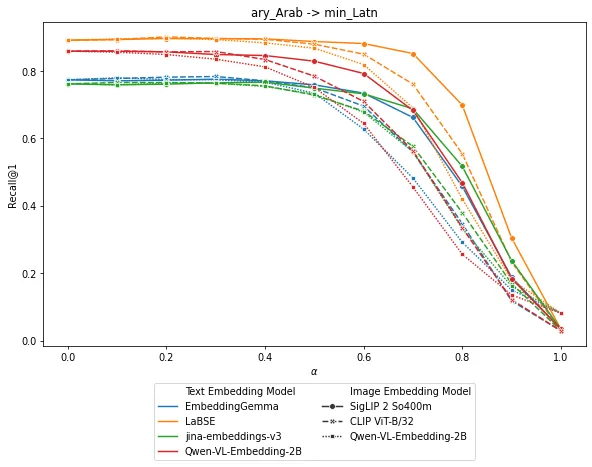 ary_Arab -> min_Latn
Recall@1
0.8
0.6
0.4
0.2
0.0
0.0 0.2 0.4 0.6 0.8 1.0
α
Text Embedding Model
EmbeddingGemma
LaBSE
jina-embeddings-v3
Qwen-VL-Embedding-2B
Image Embedding Model
SigLIP 2 So400m
CLIP ViT-B/32
Qwen-VL-Embedding-2B